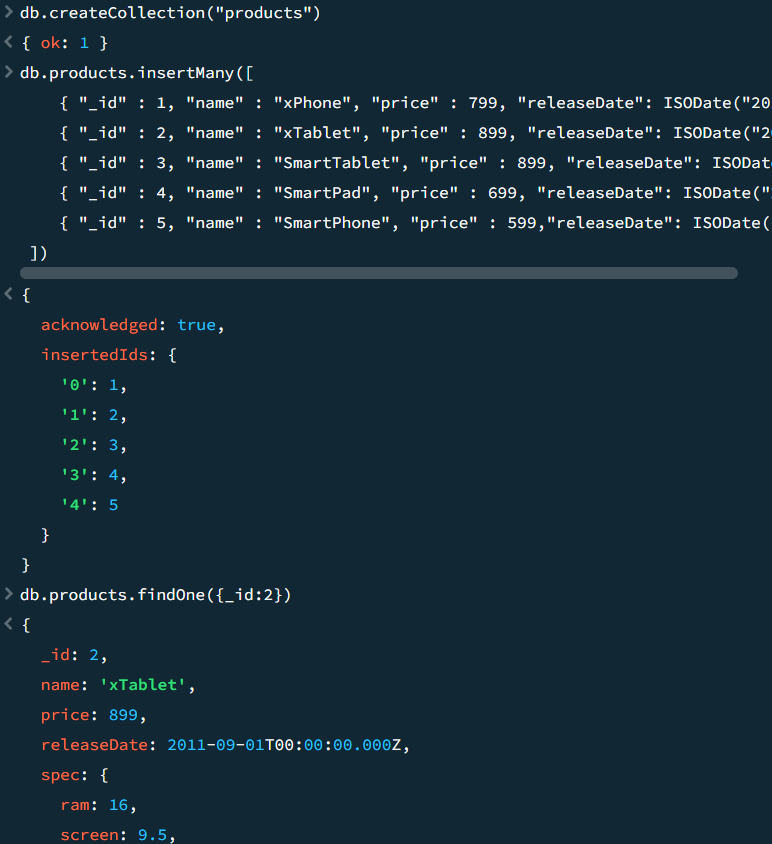 > db.createCollection("products")
< { ok: 1 }
> db.products.insertMany([
    { "_id" : 1, "name" : "xPhone", "price" : 799, "releaseDate": ISODate("20
    { "_id" : 2, "name" : "xTablet", "price" : 899, "releaseDate": ISODate("2
    { "_id" : 3, "name" : "SmartTablet", "price" : 899, "releaseDate": ISODat
    { "_id" : 4, "name" : "SmartPad", "price" : 699, "releaseDate": ISODate("
    { "_id" : 5, "name" : "SmartPhone", "price" : 599,"releaseDate": ISODate(
 ])
< {
  acknowledged: true,
  insertedIds: {
    '0': 1,
    '1': 2,
    '2': 3,
    '3': 4,
    '4': 5
  }
}
> db.products.findOne({_id:2})
< {
  _id: 2,
  name: 'xTablet',
  price: 899,
  releaseDate: 2011-09-01T00:00:00.000Z,
  spec: {
    ram: 16,
    screen: 9.5,